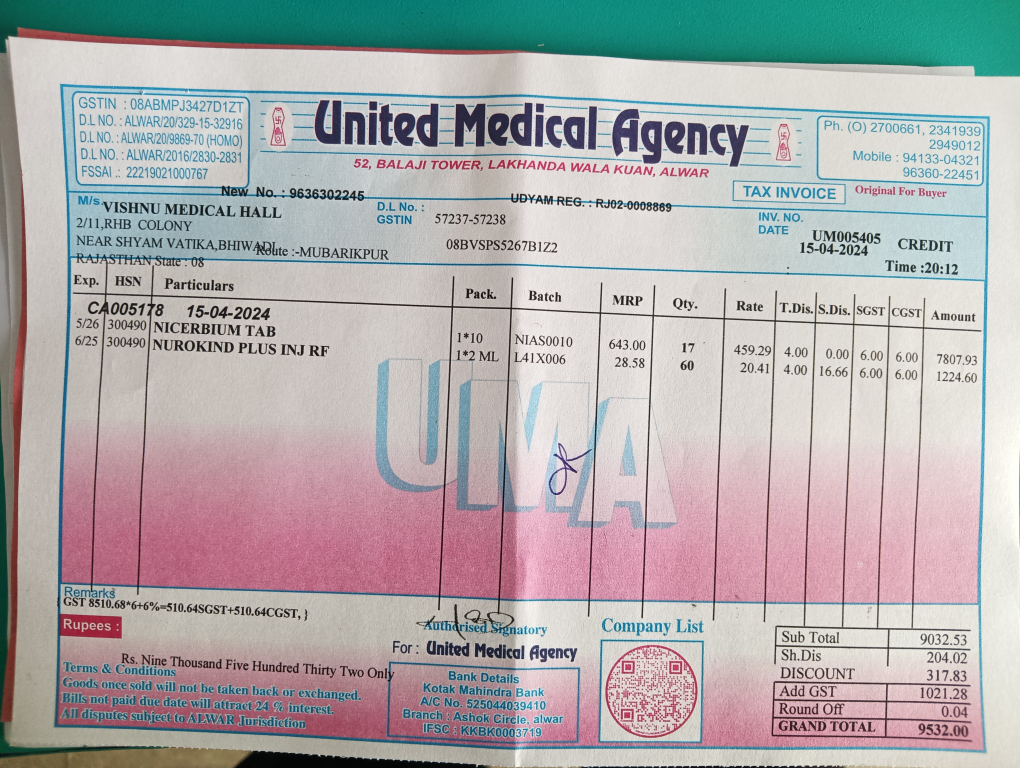 GSTIN : 08ABMPJ3427D1ZT
D.L NO. : ALWAR/20/329-15-32916
D.L NO. : ALWAR/20/9869-70 (HOMO)
D.L NO. : ALWAR/2016/2830-2831
FSSAI .: 22219021000767
United Medical Agency
52, BALAJI TOWER, LAKHANDA WALA KUAN, ALWAR
Ph. (O) 2700661, 2341939
2949012
Mobile : 94133-04321
96360-22451
New No. : 9636302245
UDYAM REG. : RJ02-0008869
TAX INVOICE
Original For Buyer
M/s. VISHNU MEDICAL HALL
2/11,RHB COLONY
NEAR SHYAM VATIKA,BHIWADI
Route :-MUBARIKPUR
RAJASTHAN State : 08
D.L No. : 57237-57238
GSTIN
08BVSPS5267B1Z2
INV. NO. UM005405 CREDIT
DATE 15-04-2024
: Time :20:12
Exp. HSN Particulars Pack. Batch MRP Qty. Rate T.Dis. S.Dis. SGST CGST Amount
CA005178 15-04-2024
5/26 300490 NICERBIUM TAB 1*10 NIAS0010 643.00 17 459.29 4.00 0.00 6.00 6.00 7807.93
6/25 300490 NUROKIND PLUS INJ RF 1*2 ML L41X006 28.58 60 20.41 4.00 16.66 6.00 6.00 1224.60
UMA
Remarks
GST 8510.68*6+6%=510.64SGST+510.64CGST, }
Rupees :
Rs. Nine Thousand Five Hundred Thirty Two Only
Terms & Conditions
Goods once sold will not be taken back or exchanged.
Bills not paid due date will attract 24 % interest.
All disputes subject to ALWAR Jurisdiction
Authorised Signatory
For : United Medical Agency
Bank Details
Kotak Mahindra Bank
A/C No. 525044039410
Branch : Ashok Circle, alwar
IFSC : KKBK0003719
Company List
Sub Total 9032.53
Sh.Dis 204.02
DISCOUNT 317.83
Add GST 1021.28
Round Off 0.04
GRAND TOTAL 9532.00